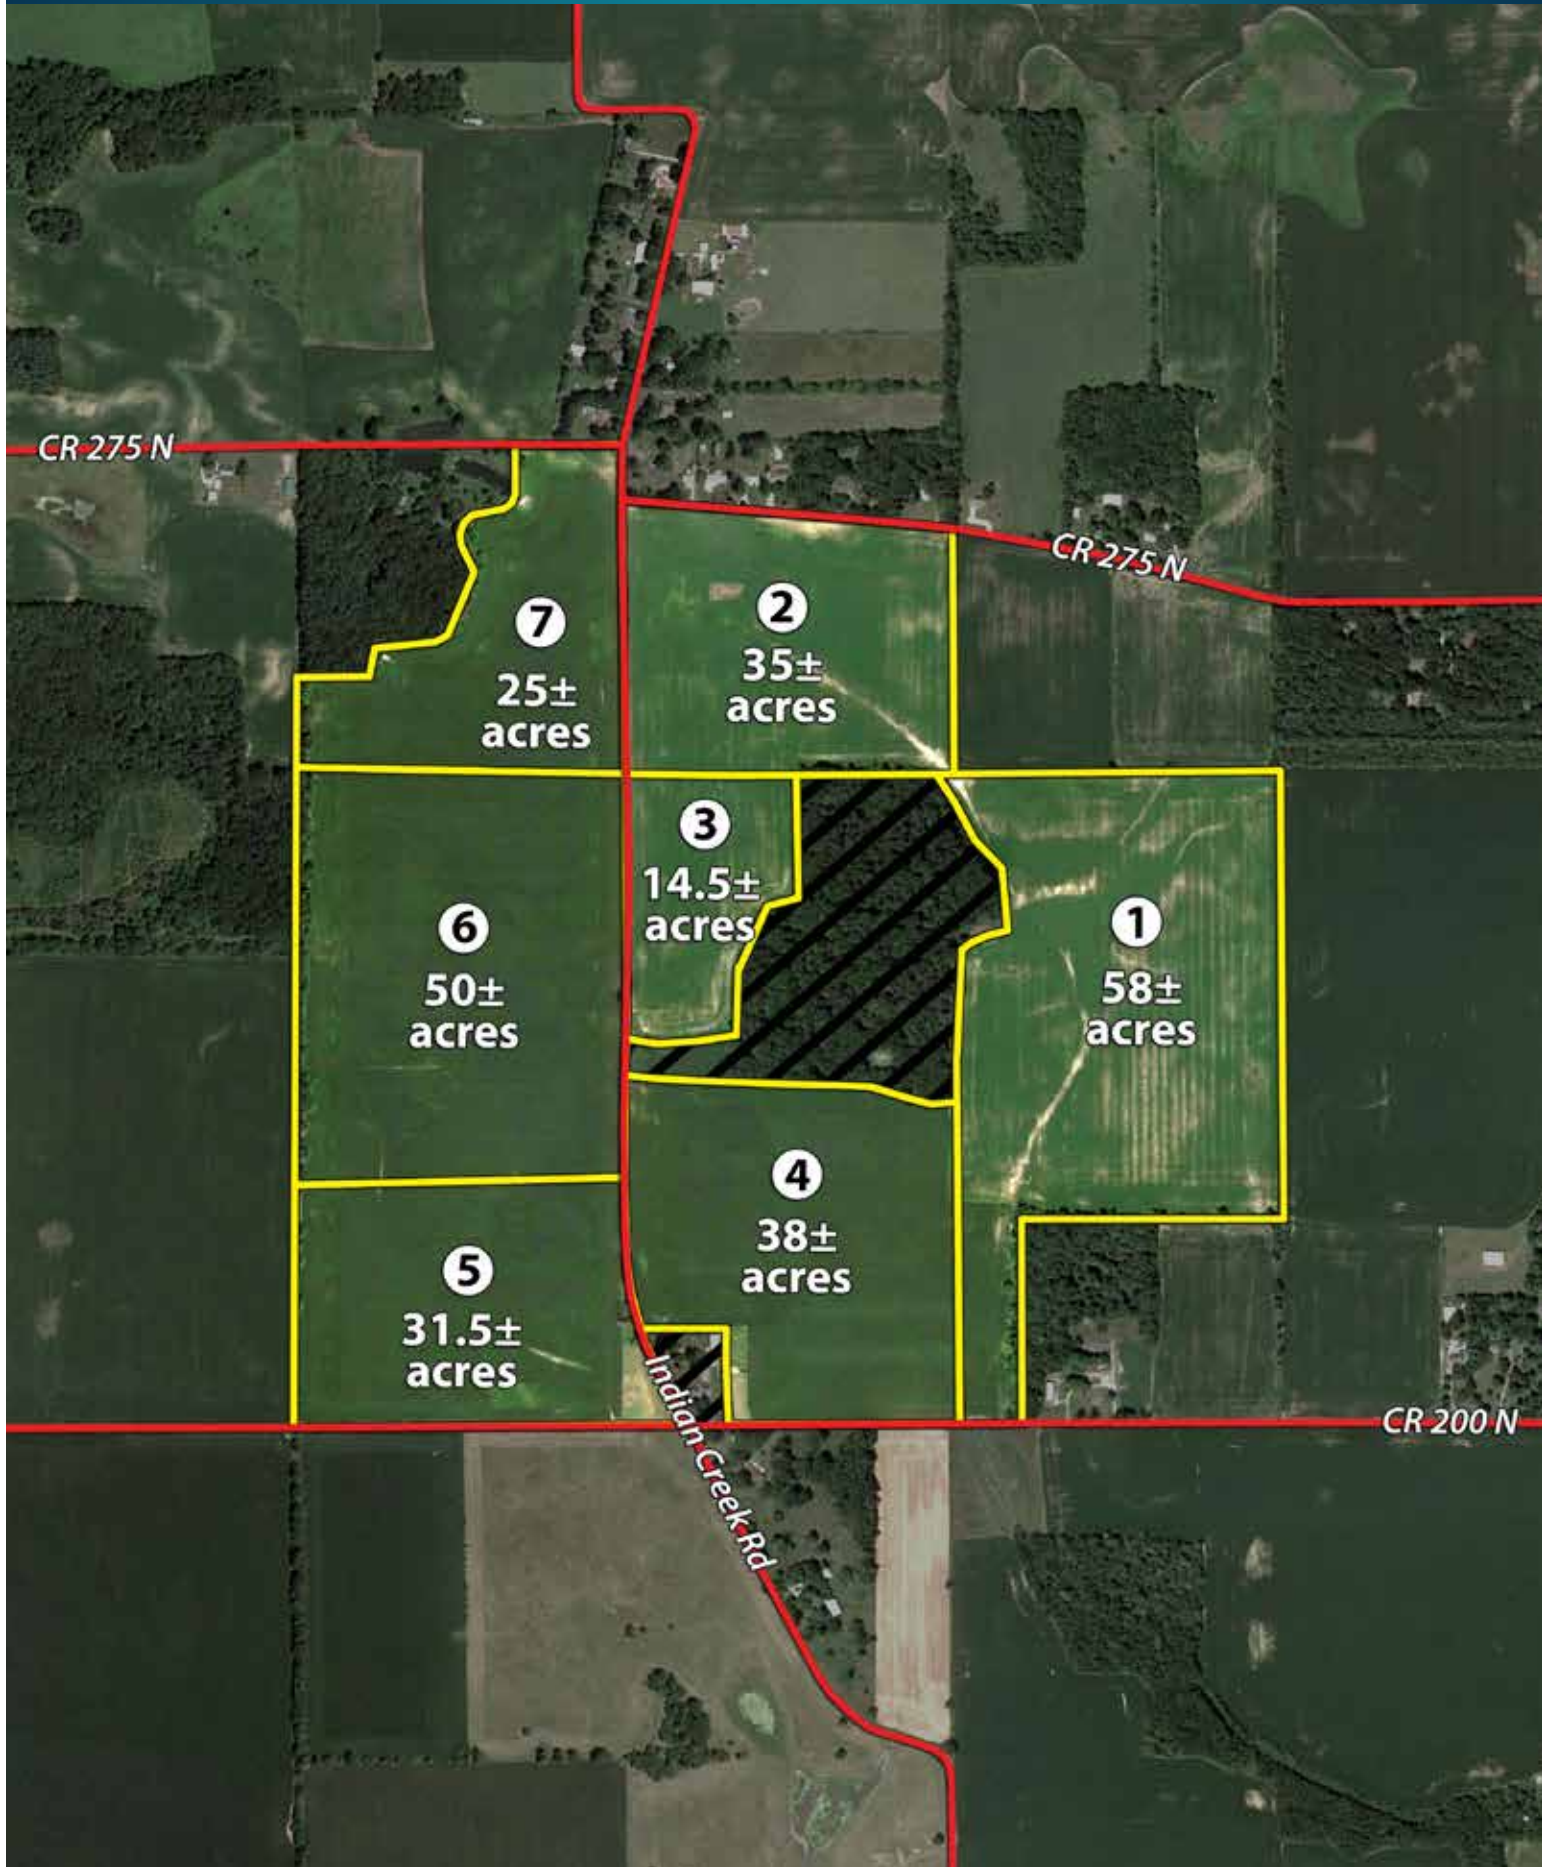 CR 275 N
CR 275 N
7
25±
acres
2
35±
acres
3
14.5±
acres
6
50±
acres
1
58±
acres
4
38±
acres
5
31.5±
acres
Indian Creek Rd
CR 200 N